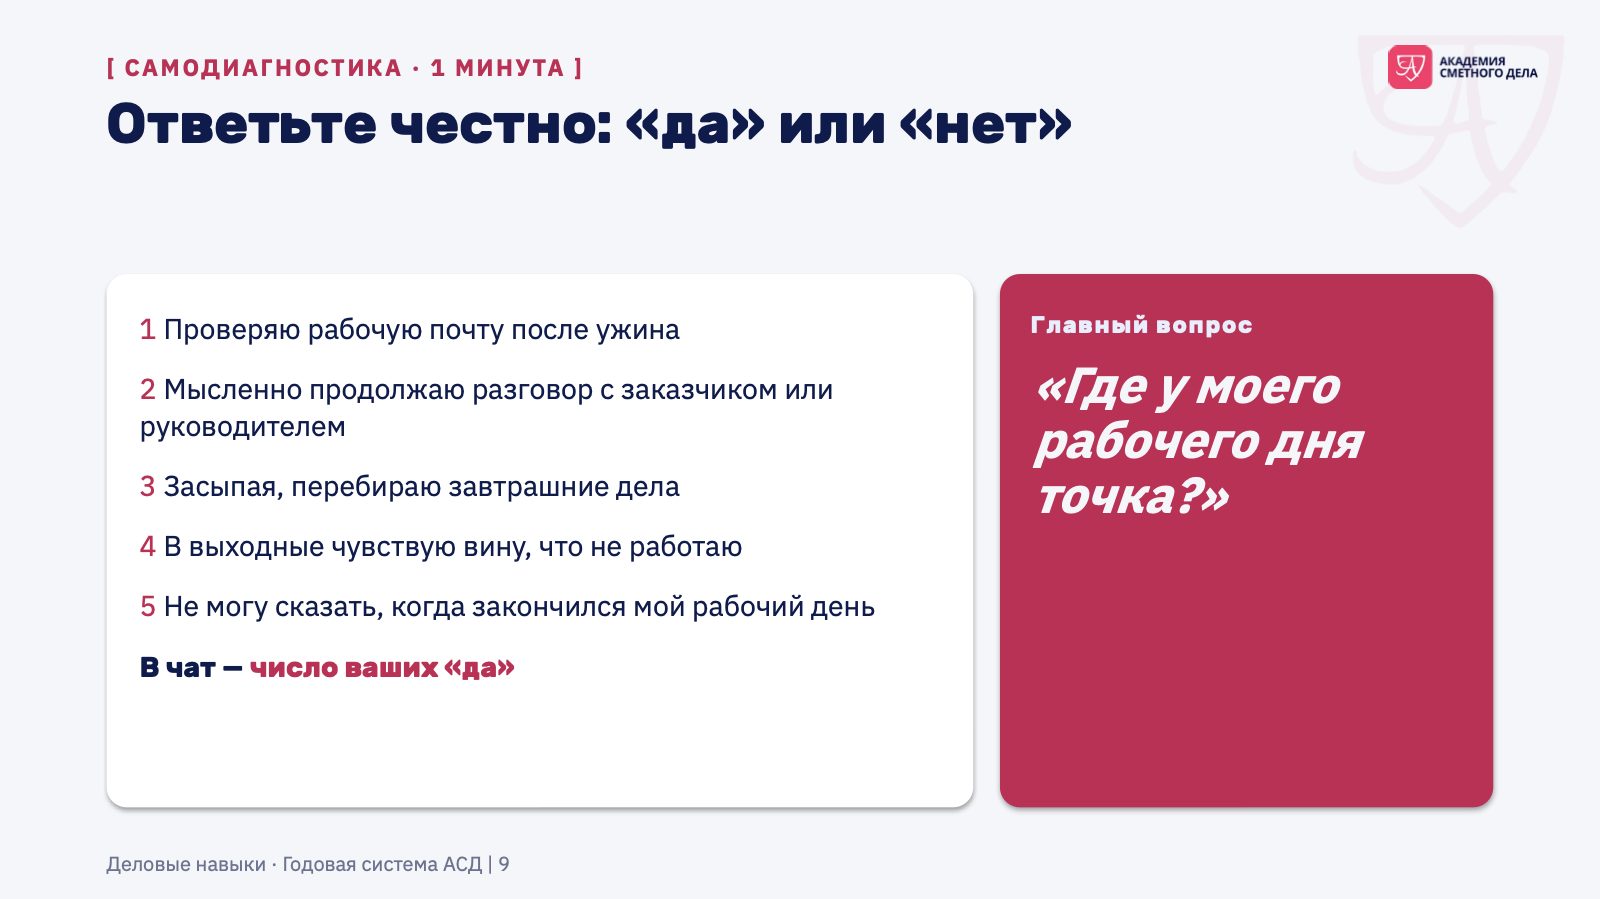 [ САМОДИАГНОСТИКА · 1 МИНУТА ]
Ответьте честно: «да» или «нет»
АКАДЕМИЯ
СМЕТНОГО ДЕЛА
1 Проверяю рабочую почту после ужина
2 Мысленно продолжаю разговор с заказчиком или
руководителем
3 Засыпая, перебираю завтрашние дела
4 В выходные чувствую вину, что не работаю
5 Не могу сказать, когда закончился мой рабочий день
В чат — число ваших «да»
Главный вопрос
«Где у моего
рабочего дня
точка?»
Деловые навыки · Годовая система АСД | 9